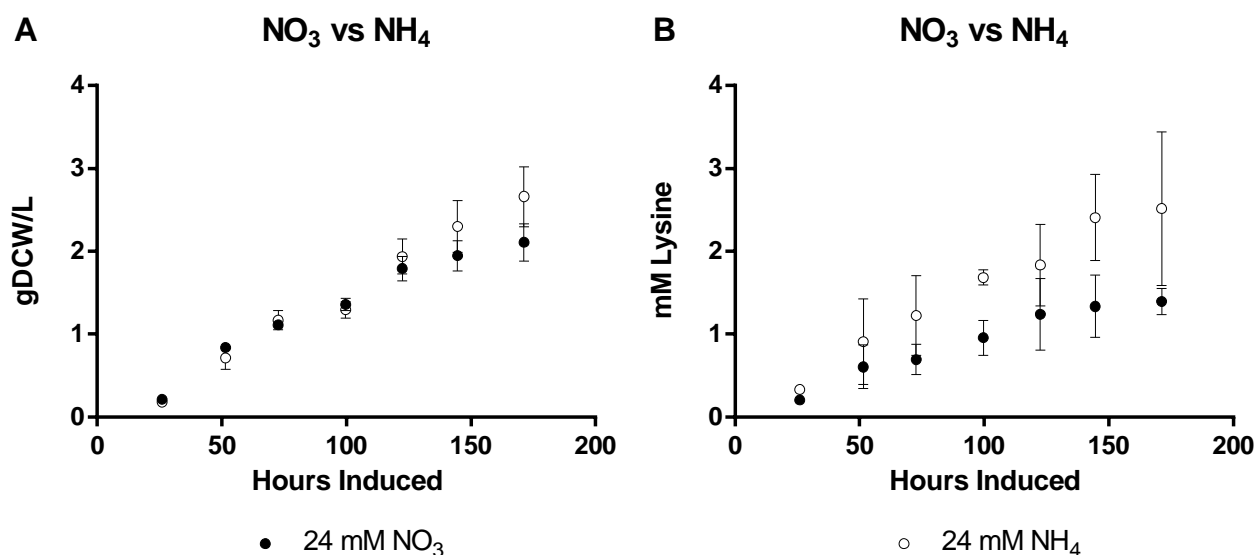 A
NO₃ vs NH₄
4
3
2
1
0
gDCW/L
0 50 100 150 200
Hours Induced
B
NO₃ vs NH₄
4
3
2
1
0
mM Lysine
0 50 100 150 200
Hours Induced
24 mM NO₃
24 mM NH₄